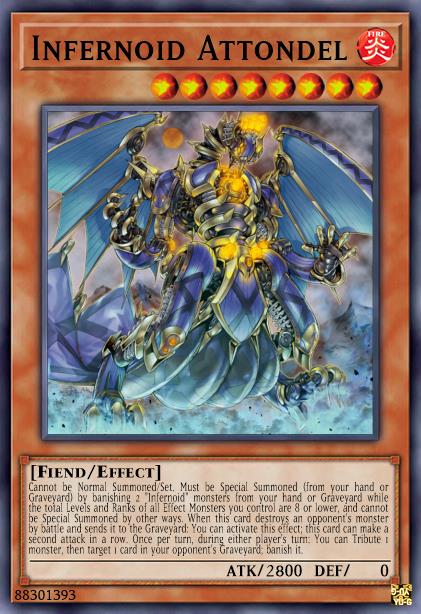 Infernoid Attondel
FIRE
炎
[Fiend/Effect]
Cannot be Normal Summoned/Set. Must be Special Summoned (from your hand or
Graveyard) by banishing 2 "Infernoid" monsters from your hand or Graveyard while
the total Levels and Ranks of all Effect Monsters you control are 8 or lower, and cannot
be Special Summoned by other ways. When this card destroys an opponent's monster
by battle and sends it to the Graveyard: You can activate this effect; this card can make a
second attack in a row. Once per turn, during either player's turn: You can Tribute 1
monster, then target 1 card in your opponent's Graveyard; banish it.
ATK/2800 DEF/ 0
88301393